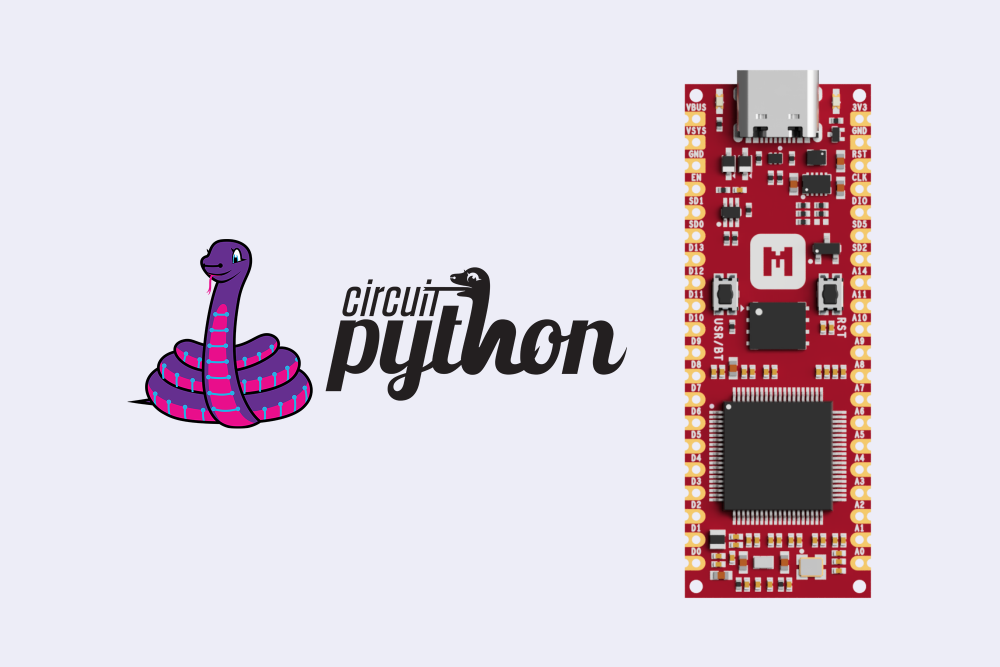 circuit
python
VBUS
VSYS
GND
EN
SD1
SD0
D13
D12
D11
D10
D9
D8
D7
D6
D5
D4
D3
D2
D1
D0
USR/BT
M
RST
3V3
GND
RST
CLK
DIO
SD5
SD2
A14
A11
A10
A9
A8
A7
A6
A5
A4
A3
A2
A1
A0